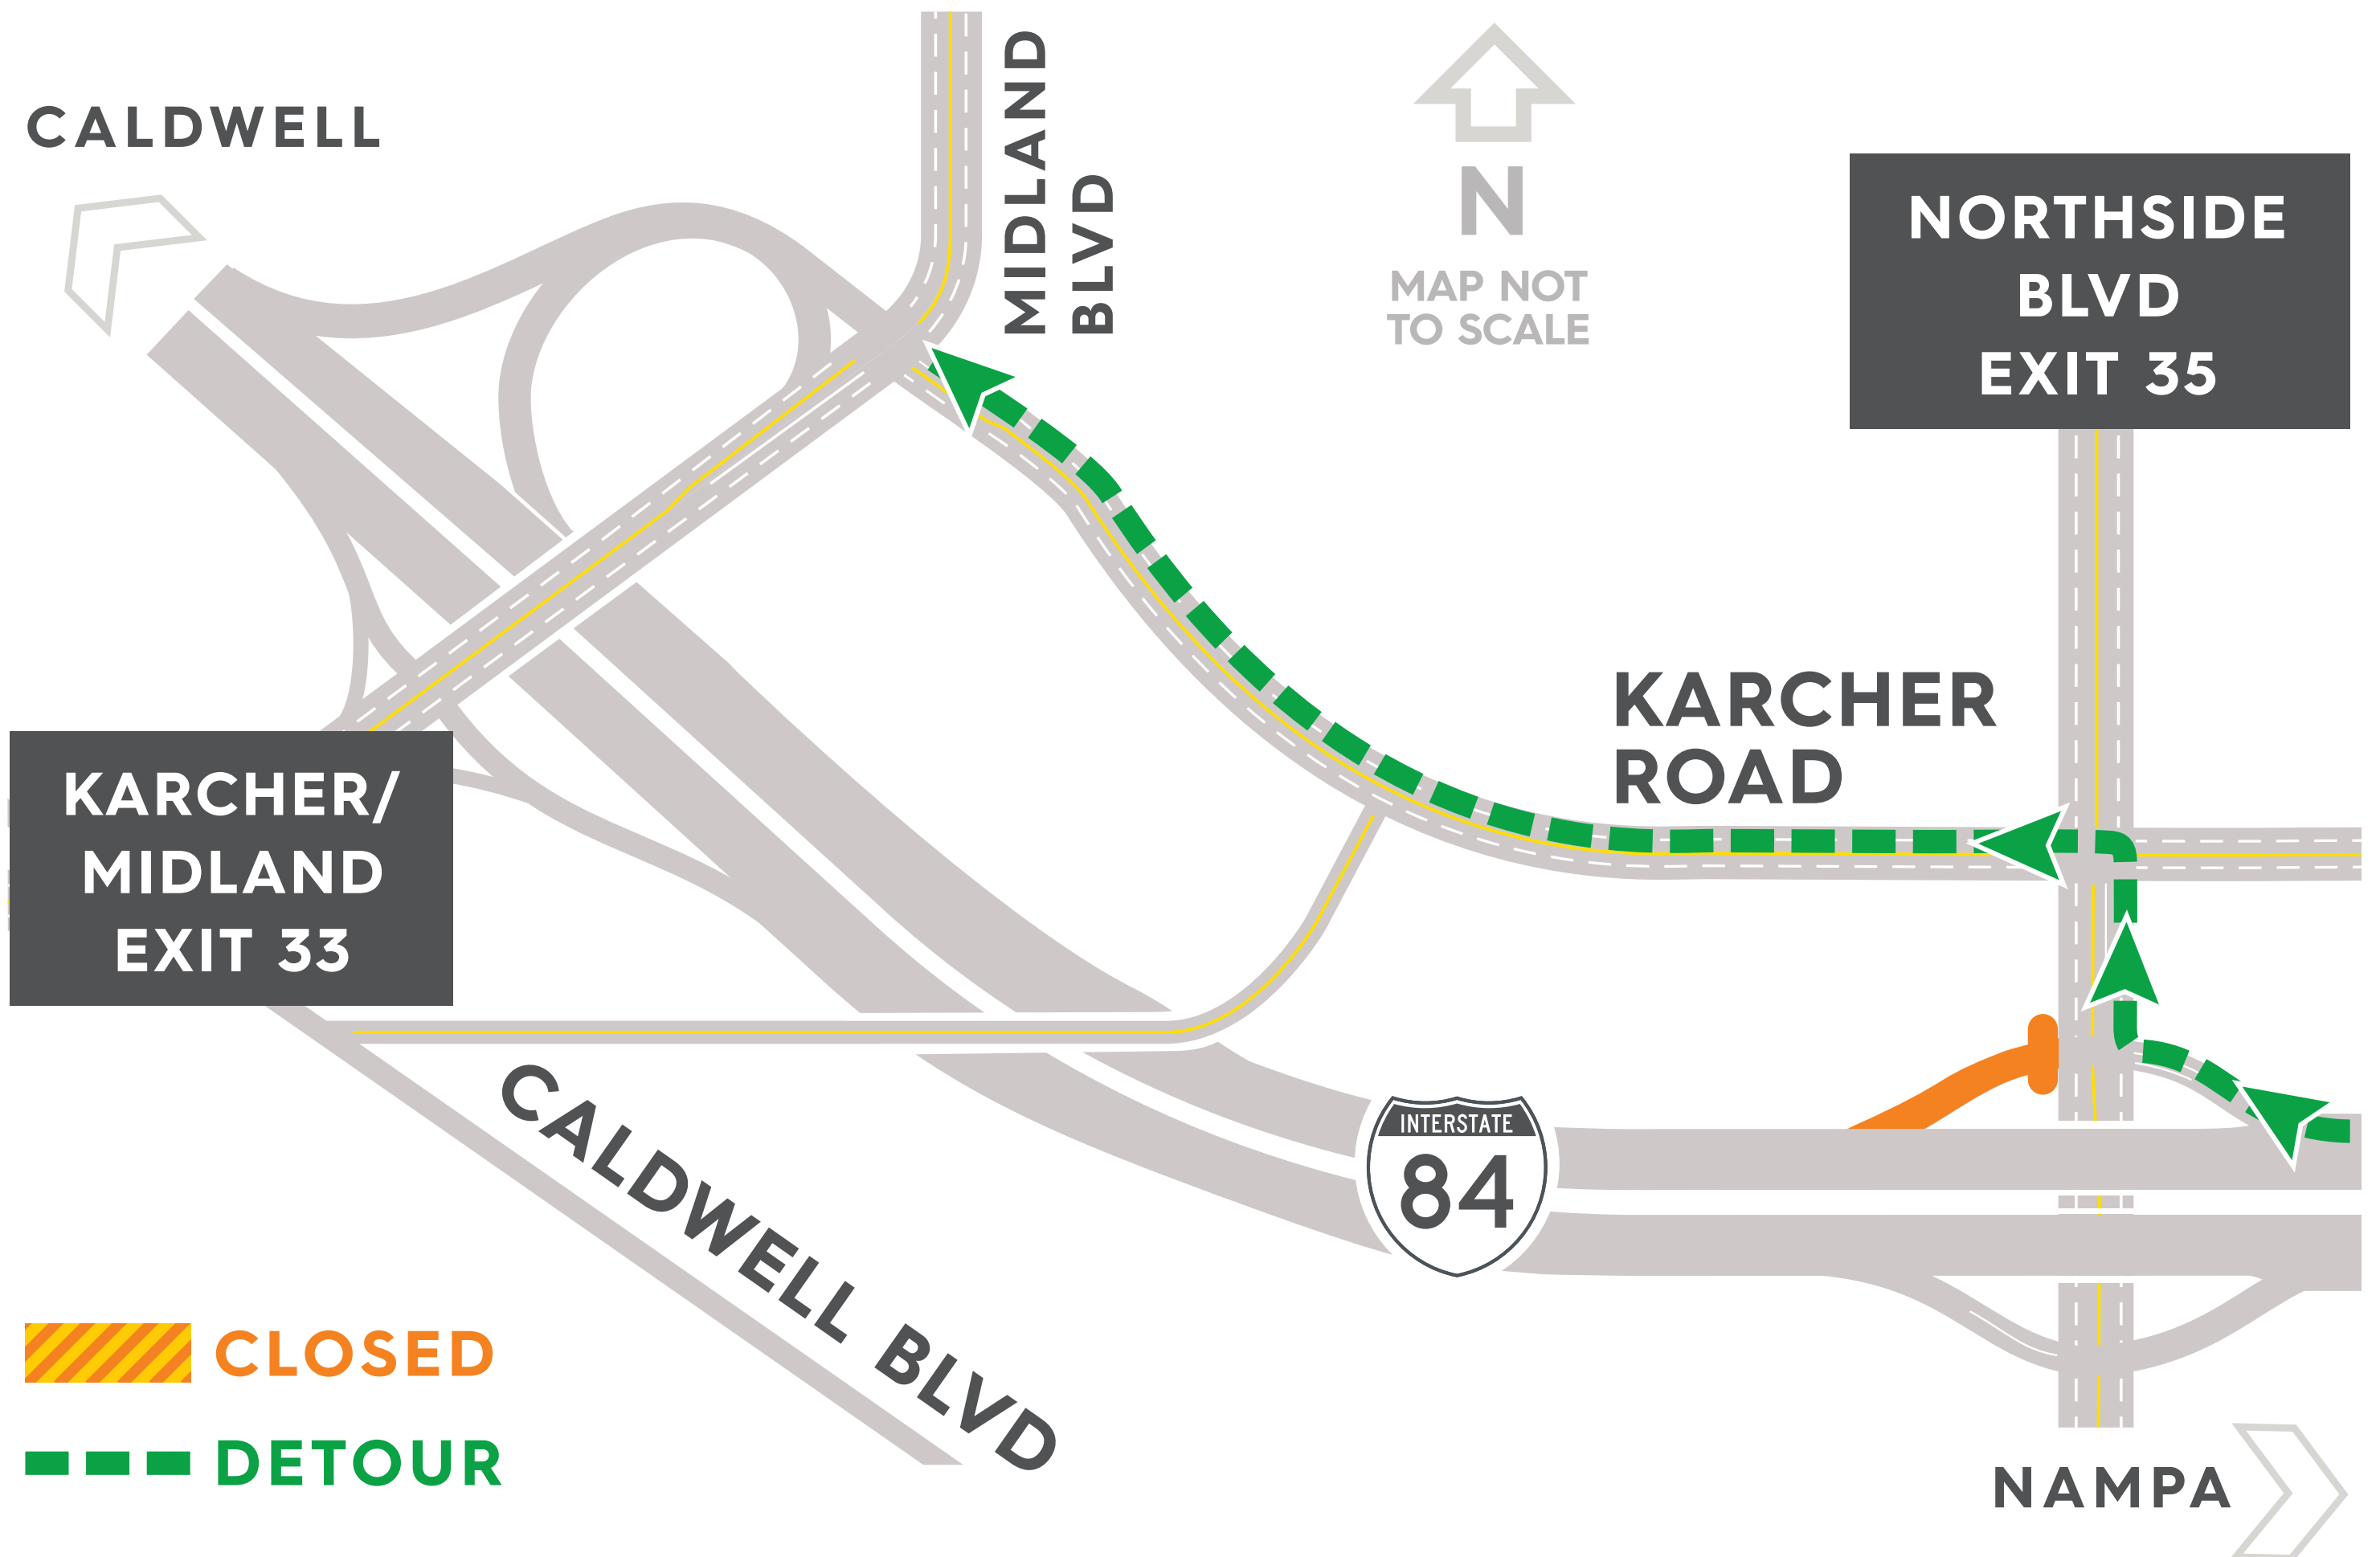 CALDWELL
MIDLAND
BLVD
N
MAP NOT
TO SCALE
NORTHSIDE
BLVD
EXIT 35
KARCHER
ROAD
KARCHER/
MIDLAND
EXIT 33
CALDWELL BLVD
INTERSTATE
84
CLOSED
DETOUR
NAMPA